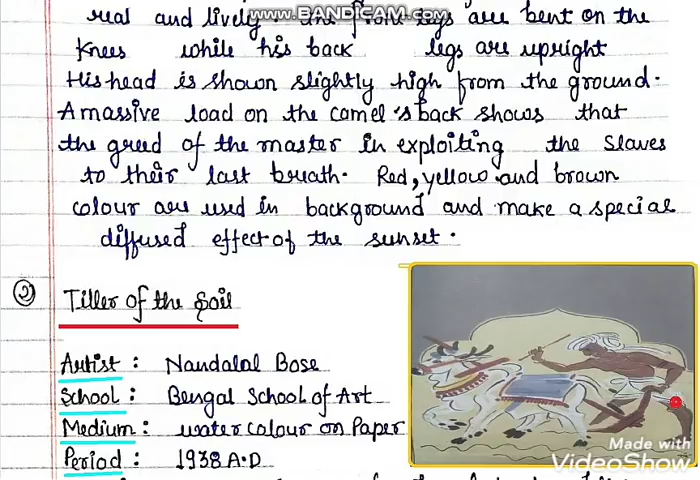 WWW.BANDICAM.COM
real and lively. The front legs are bent on the
Knees while his back legs are upright
His head is shown slightly high from the ground.
A massive load on the camel's back shows that
the greed of the master in exploiting the slaves
to their last breath. Red, yellow and brown
colour are used in background and make a special
diffused effect of the sunset.
② Tiller of the Soil
Artist : Nandalal Bose
School : Bengal School of Art
Medium : water colour on Paper
Period : 1938 A.D
Made with
VideoShow